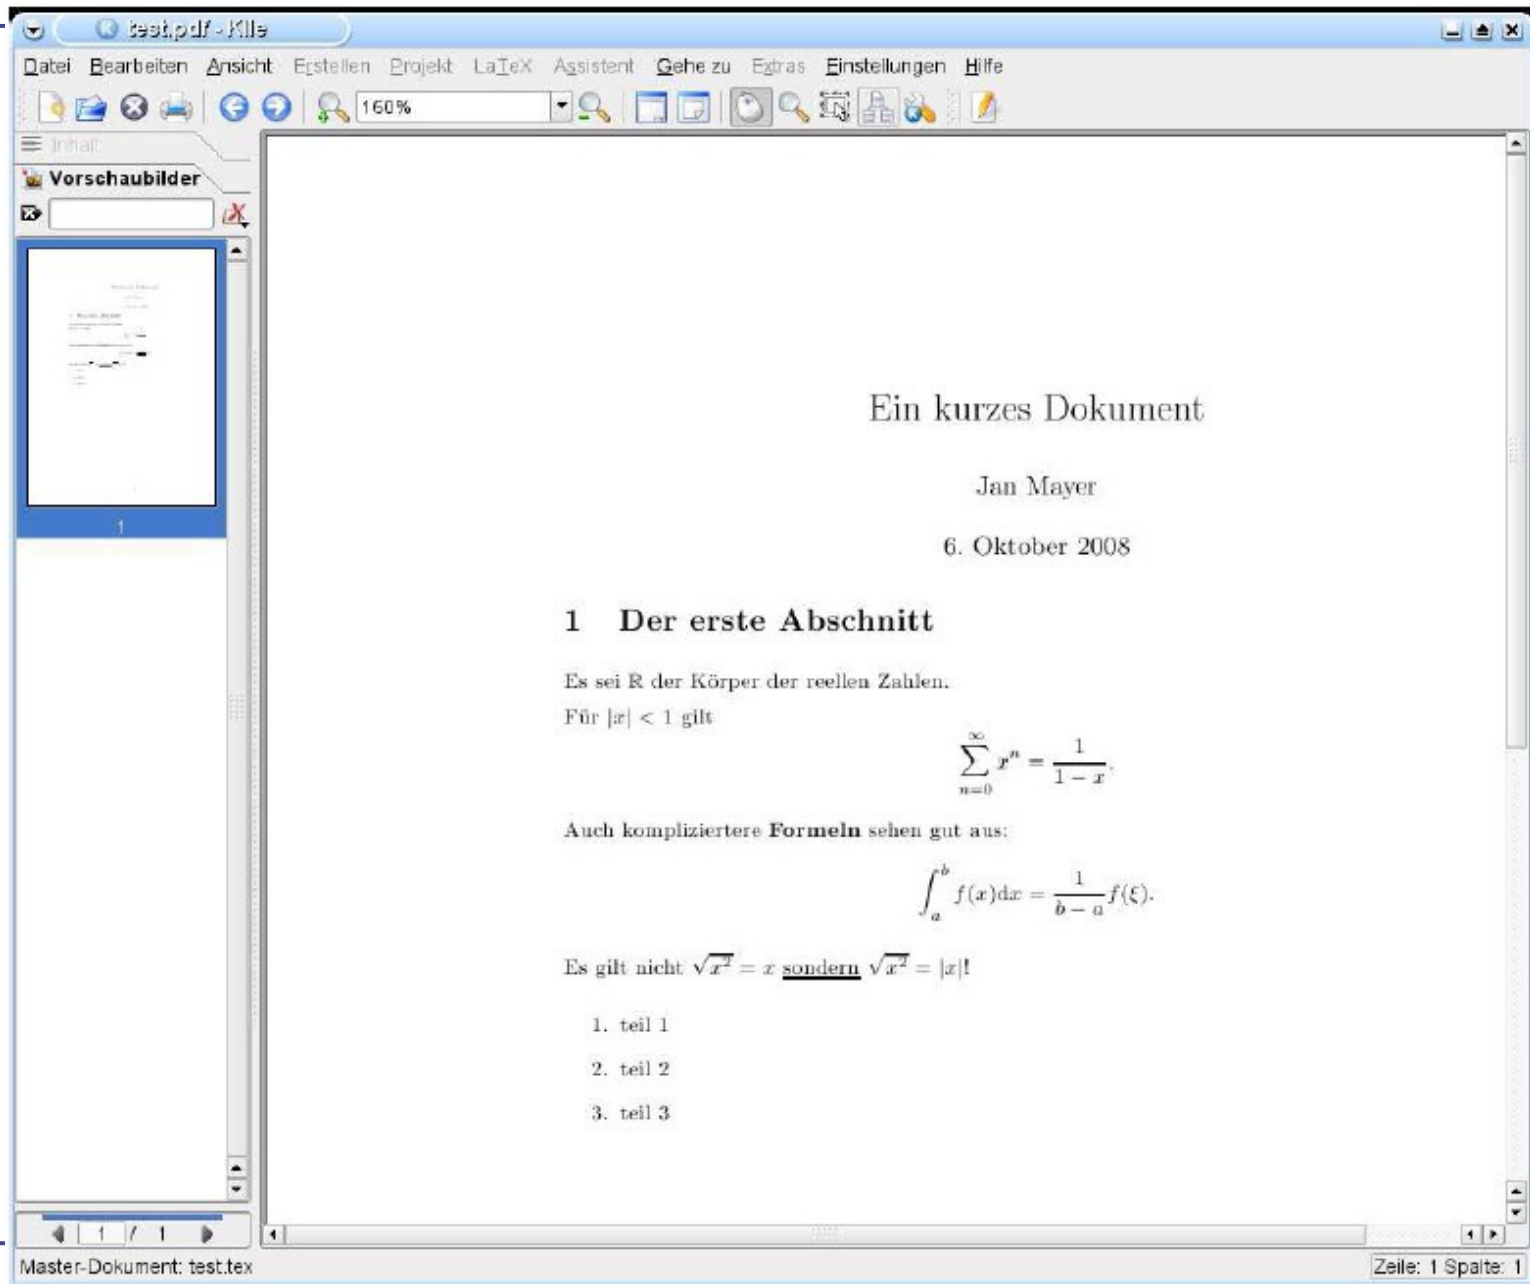 test.pdf - Kile
Datei Bearbeiten Ansicht Erstellen Projekt LaTeX Assistent Gehe zu Extras Einstellungen Hilfe
160%
Inhalt
Vorschaubilder
1
Ein kurzes Dokument
Jan Mayer
6. Oktober 2008
1 Der erste Abschnitt
Es sei ℝ der Körper der reellen Zahlen.
Für |x| < 1 gilt
∑_{n=0}^{∞} x^n = \frac{1}{1 − x}.
Auch kompliziertere Formeln sehen gut aus:
∫_a^b f(x)dx = \frac{1}{b − a} f(ξ).
Es gilt nicht √{x^2} = x sondern √{x^2} = |x|!
1. teil 1
2. teil 2
3. teil 3
1 / 1
Master-Dokument: test.tex
Zeile: 1 Spalte: 1